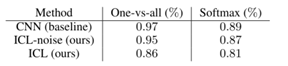 Method One-vs-all (%) Softmax (%)
CNN (baseline) 0.97 0.89
ICL-noise (ours) 0.95 0.87
ICL (ours) 0.86 0.81